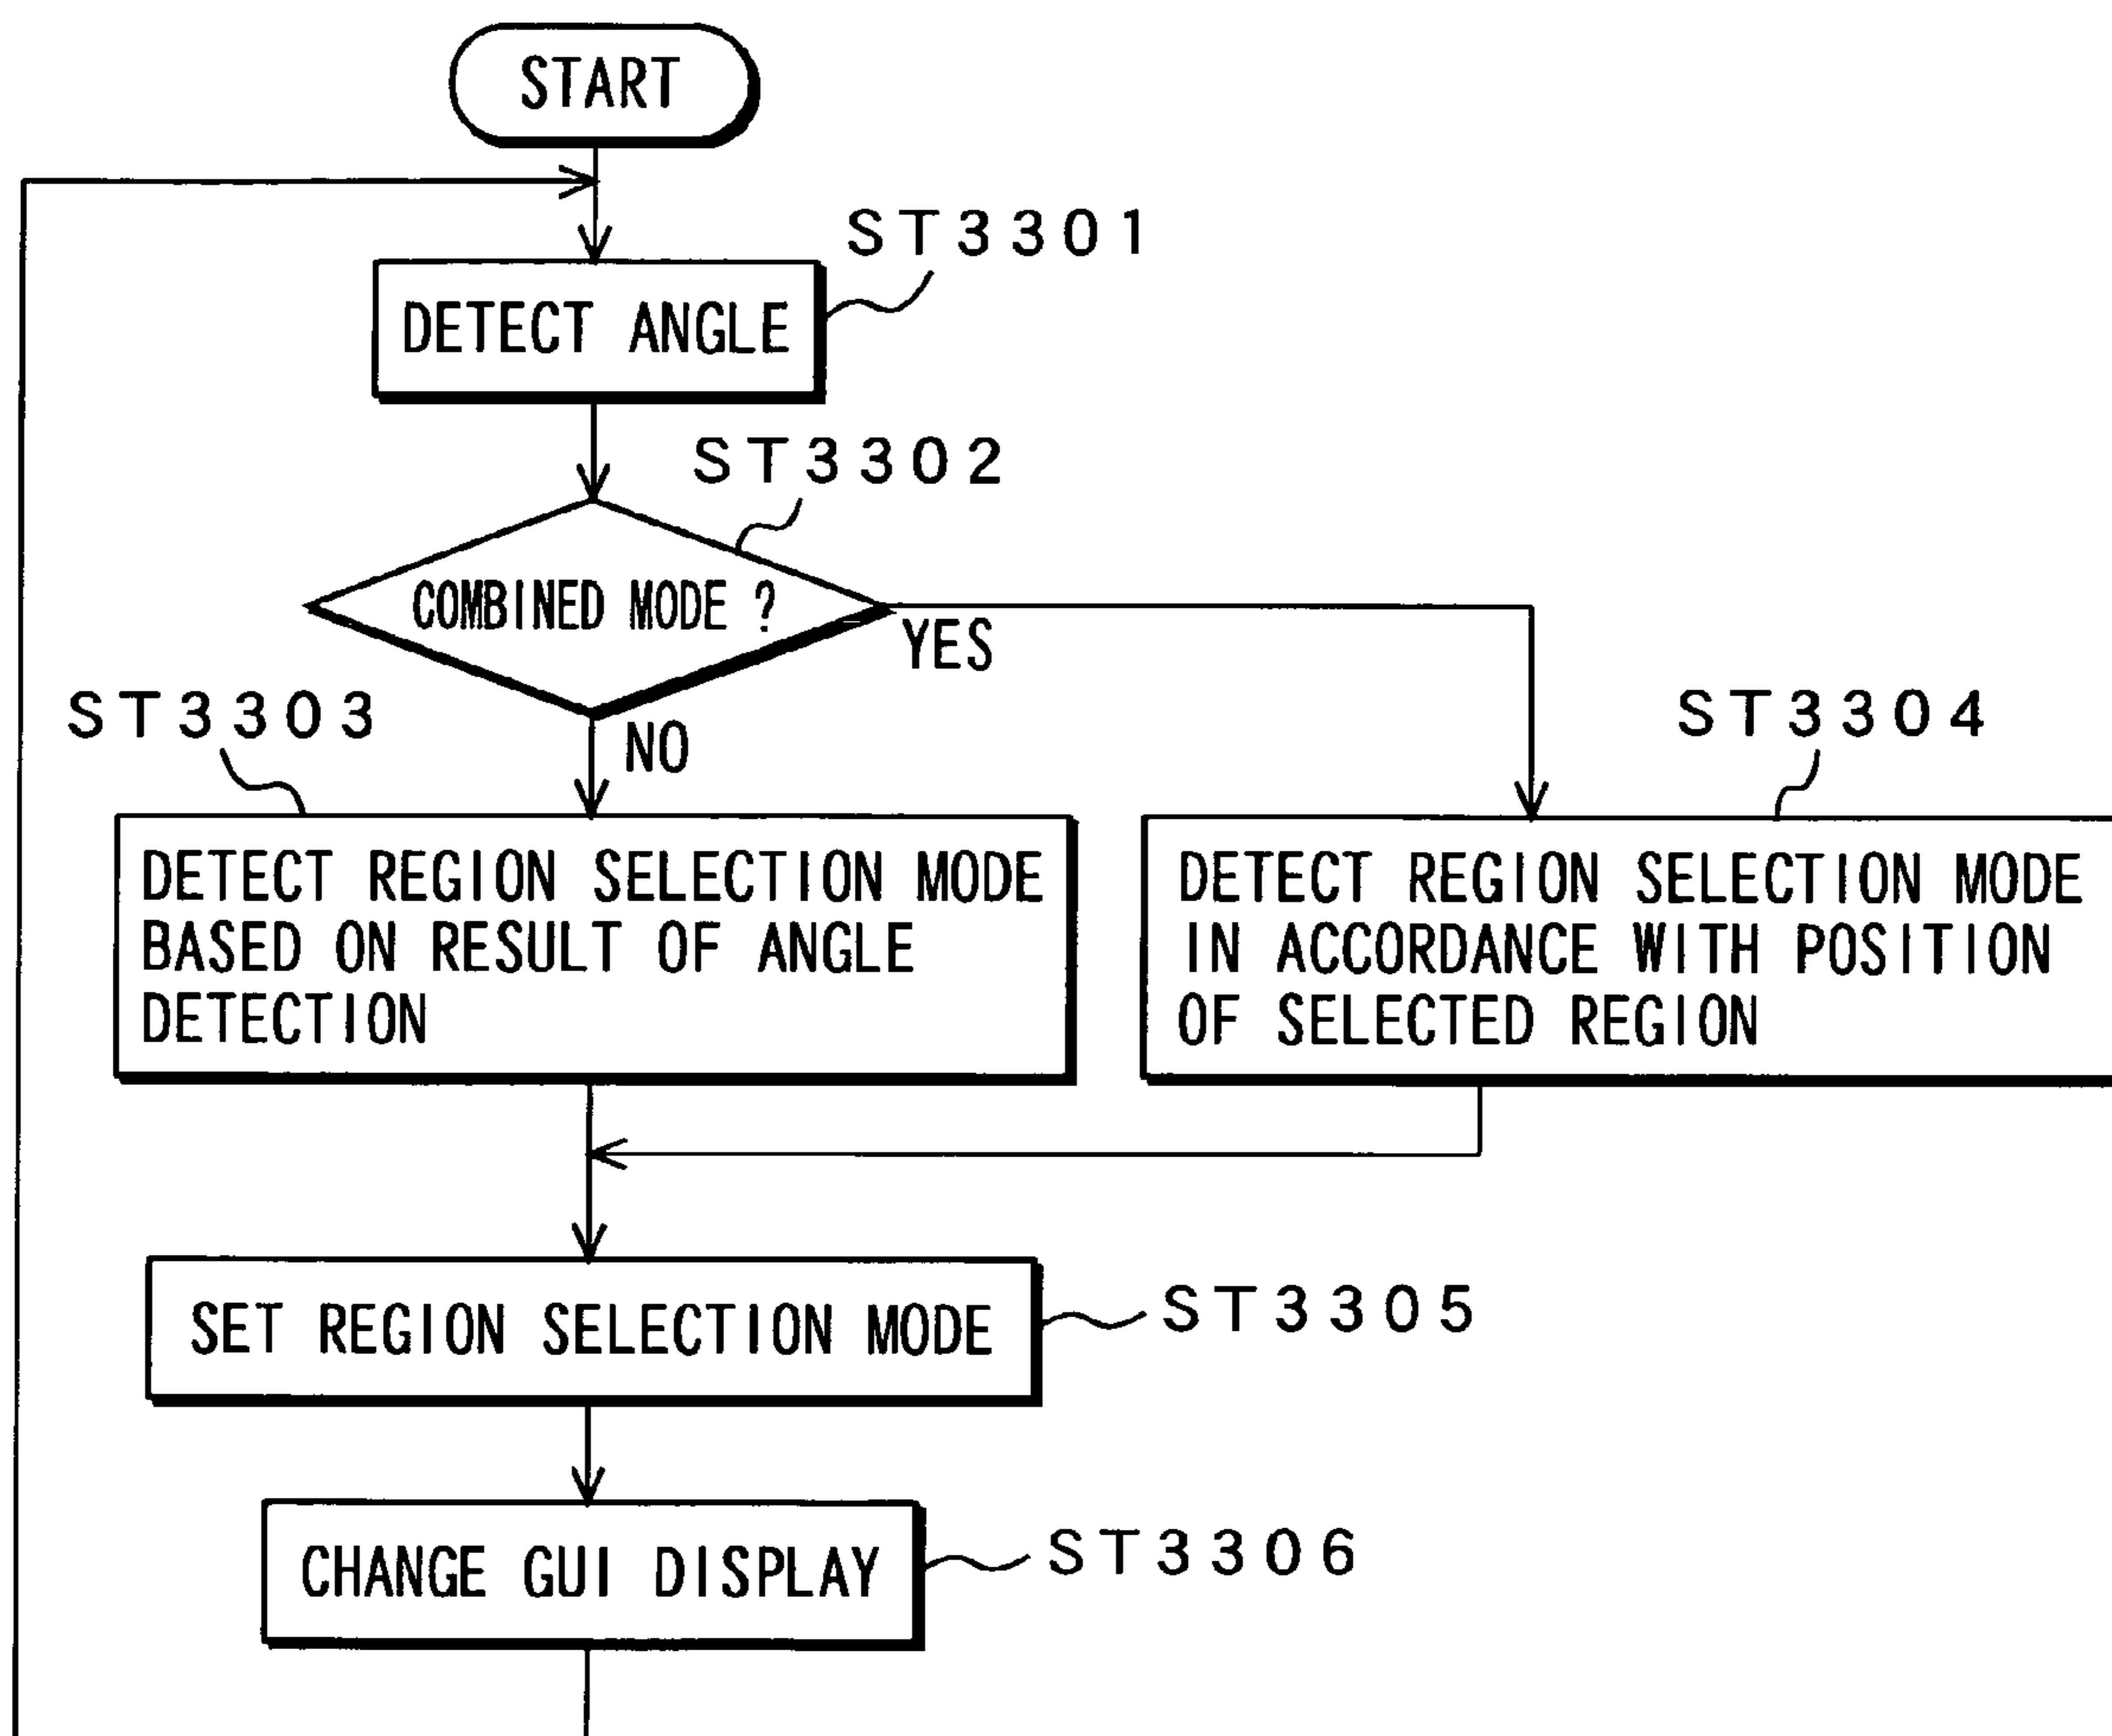 START
ST3301
DETECT ANGLE
ST3302
COMBINED MODE ?
YES
NO
ST3303
DETECT REGION SELECTION MODE
BASED ON RESULT OF ANGLE
DETECTION
ST3304
DETECT REGION SELECTION MODE
IN ACCORDANCE WITH POSITION
OF SELECTED REGION
SET REGION SELECTION MODE
ST3305
CHANGE GUI DISPLAY
ST3306